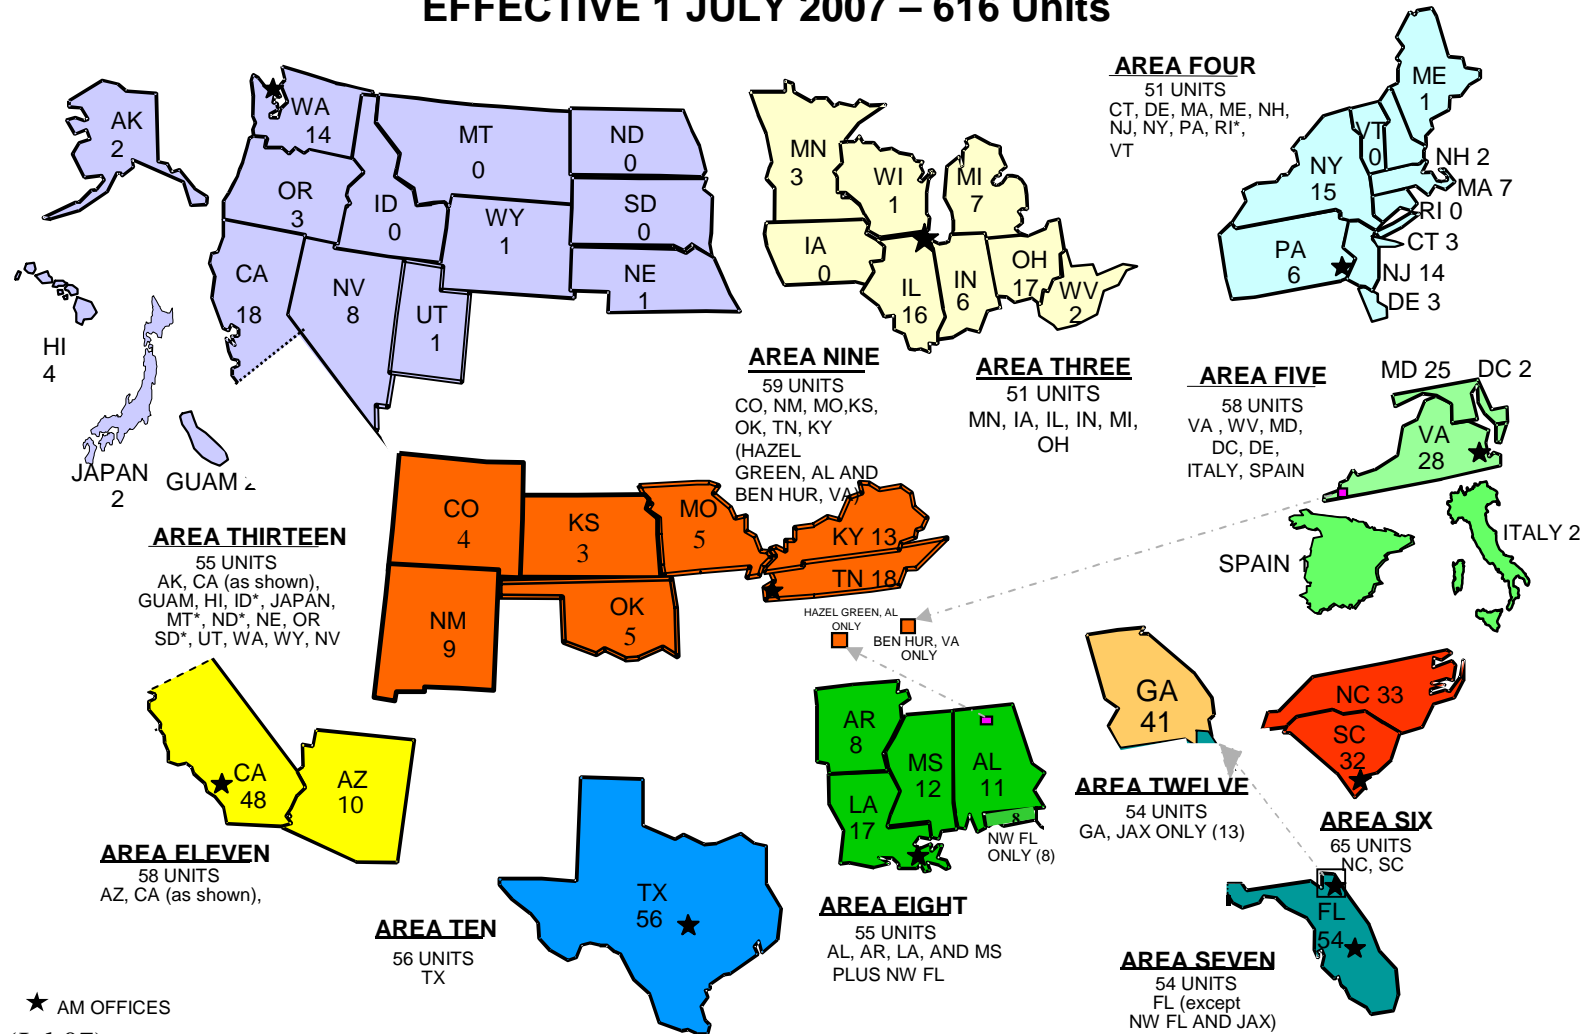 EFFECTIVE 1 JULY 2007 – 616 Units
AK
2
WA
14
MT
0
ND
0
OR
3
ID
0
WY
1
SD
0
CA
18
NV
8
UT
1
NE
1
HI
4
JAPAN
2
GUAM 2
AREA THIRTEEN
55 UNITS
AK, CA (as shown),
GUAM, HI, ID*, JAPAN,
MT*, ND*, NE, OR
SD*, UT, WA, WY, NV
MN
3
WI
1
MI
7
IA
0
IL
16
IN
6
OH
17
WV
2
AREA NINE
59 UNITS
CO, NM, MO,KS,
OK, TN, KY
(HAZEL
GREEN, AL AND
BEN HUR, VA)
AREA THREE
51 UNITS
MN, IA, IL, IN, MI,
OH
AREA FOUR
51 UNITS
CT, DE, MA, ME, NH,
NJ, NY, PA, RI*,
VT
ME
1
VT
0
NY
15
NH 2
MA 7
RI 0
CT 3
PA
6
NJ 14
DE 3
AREA FIVE
58 UNITS
VA , WV, MD,
DC, DE,
ITALY, SPAIN
MD 25
DC 2
VA
28
ITALY 2
SPAIN 1
CO
4
KS
3
MO
5
KY 13
TN 18
NM
9
OK
5
HAZEL GREEN, AL
ONLY
BEN HUR, VA
ONLY
CA
48
AZ
10
AREA ELEVEN
58 UNITS
AZ, CA (as shown),
TX
56
AREA TEN
56 UNITS
TX
AR
8
MS
12
AL
11
LA
17
8
NW FL
ONLY (8)
AREA EIGHT
55 UNITS
AL, AR, LA, AND MS
PLUS NW FL
GA
41
AREA TWELVE
54 UNITS
GA, JAX ONLY (13)
NC 33
SC
32
AREA SIX
65 UNITS
NC, SC
FL
54
AREA SEVEN
54 UNITS
FL (except
NW FL AND JAX)
AM OFFICES